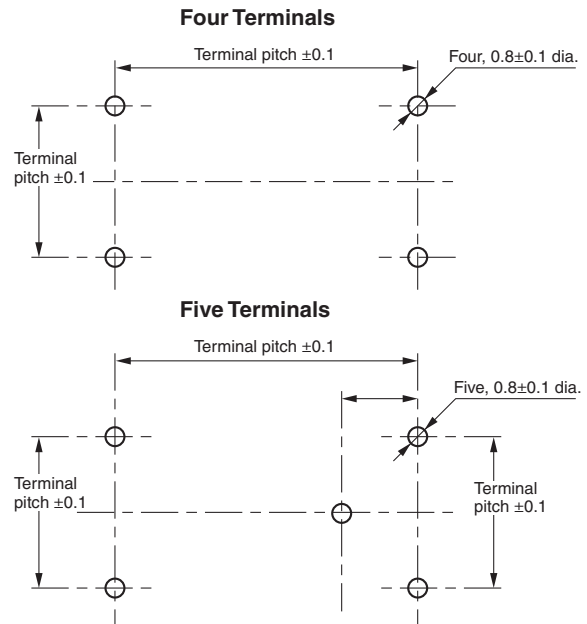 Four Terminals
Terminal pitch ±0.1
Four, 0.8±0.1 dia.
Terminal
pitch ±0.1
Five Terminals
Terminal pitch ±0.1
Five, 0.8±0.1 dia.
Terminal
pitch ±0.1
Terminal
pitch ±0.1